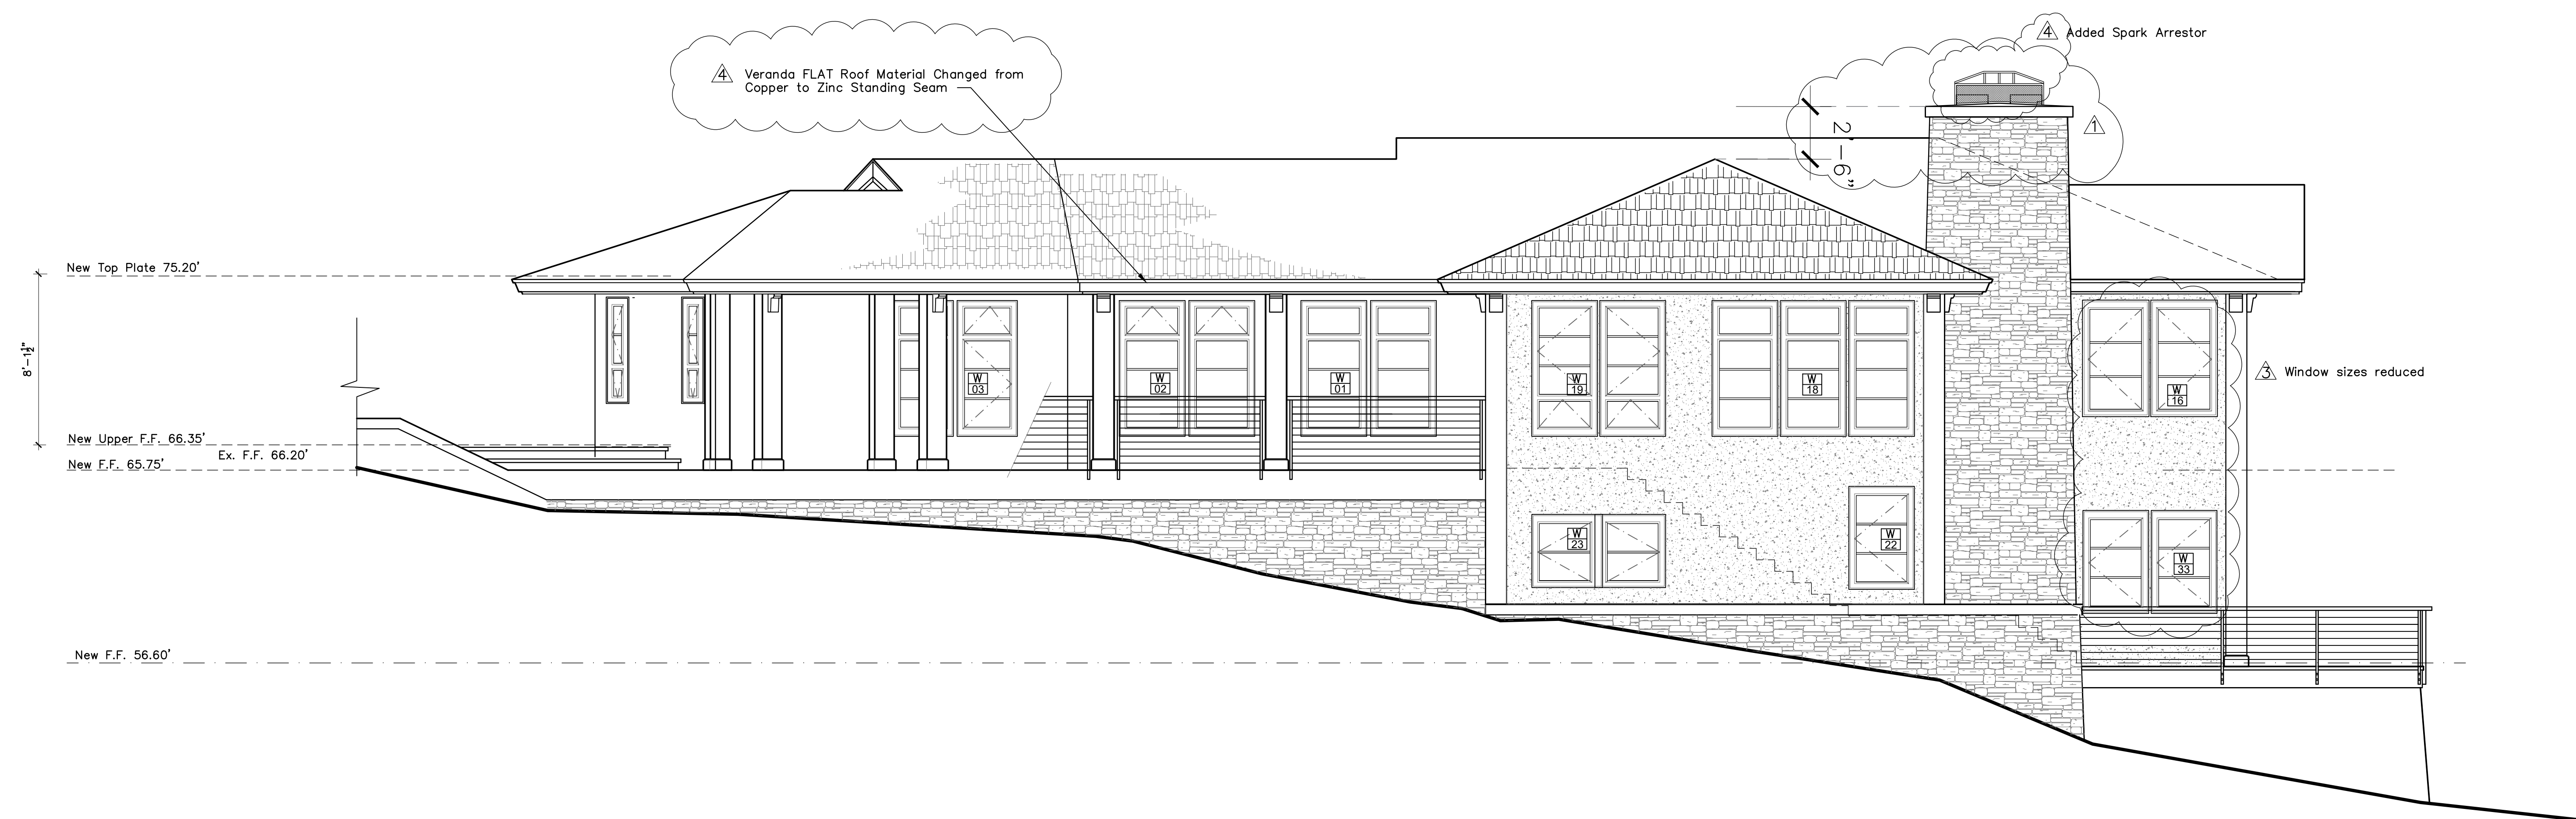 4 Added Spark Arrestor
4 Veranda FLAT Roof Material Changed from
Copper to Zinc Standing Seam
1
2'-6"
New Top Plate 75.20'
8'-1½"
3 Window sizes reduced
W
03
W
02
W
01
W
19
W
18
W
16
New Upper F.F. 66.35'
Ex. F.F. 66.20'
New F.F. 65.75'
W
23
W
22
W
33
New F.F. 56.60'